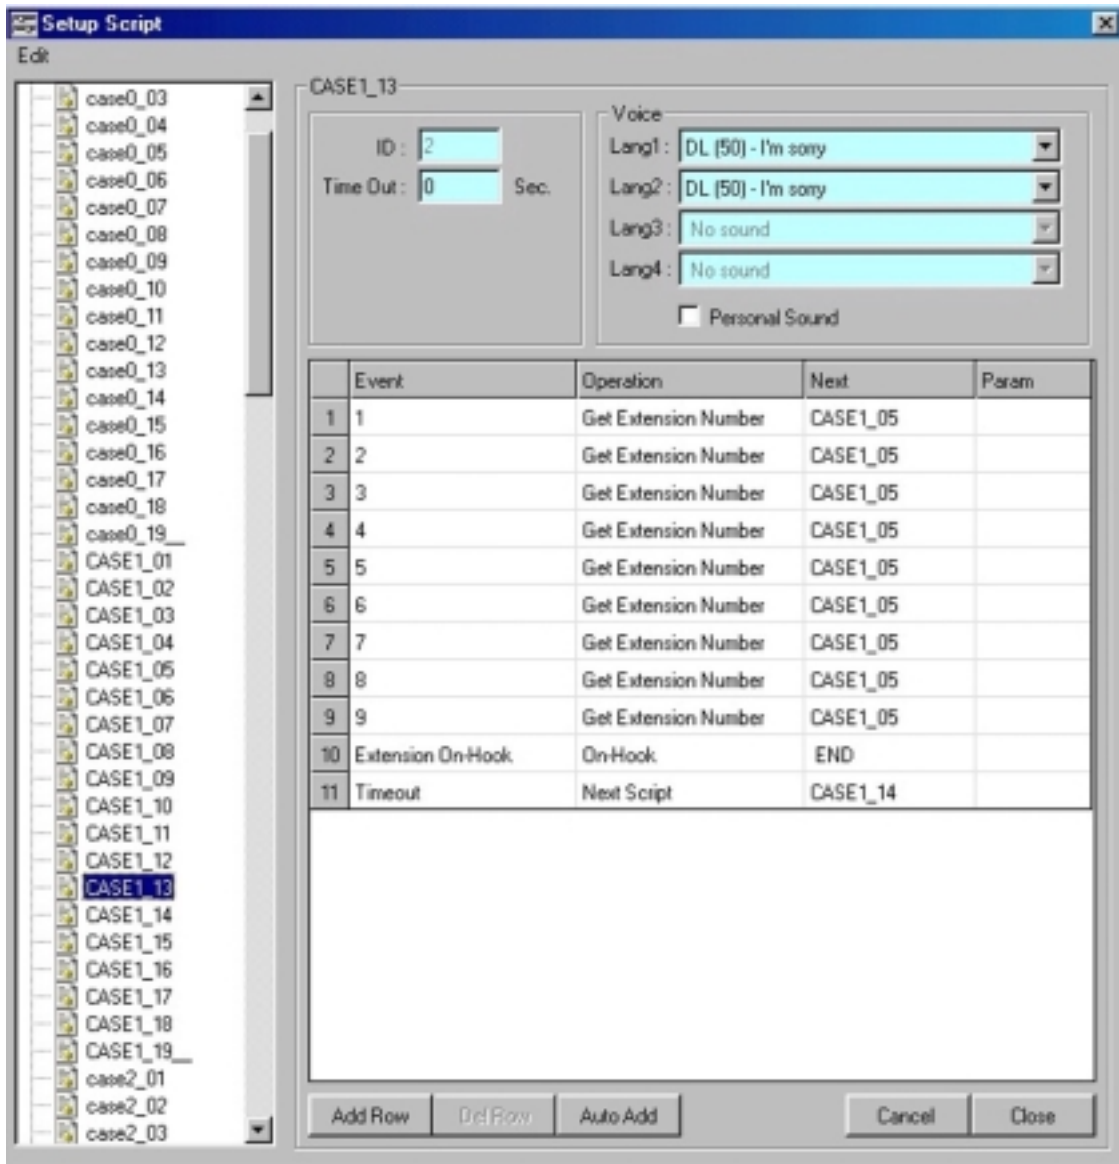 Setup Script
Edit
case0_03
case0_04
case0_05
case0_06
case0_07
case0_08
case0_09
case0_10
case0_11
case0_12
case0_13
case0_14
case0_15
case0_16
case0_17
case0_18
case0_19__
CASE1_01
CASE1_02
CASE1_03
CASE1_04
CASE1_05
CASE1_06
CASE1_07
CASE1_08
CASE1_09
CASE1_10
CASE1_11
CASE1_12
CASE1_13
CASE1_14
CASE1_15
CASE1_16
CASE1_17
CASE1_18
CASE1_19__
case2_01
case2_02
case2_03
CASE1_13
ID : 2
Time Out : 0 Sec.
Voice
Lang1 : DL (50) - I'm sorry
Lang2 : DL (50) - I'm sorry
Lang3 : No sound
Lang4 : No sound
Personal Sound
Event Operation Next Param
1 1 Get Extension Number CASE1_05
2 2 Get Extension Number CASE1_05
3 3 Get Extension Number CASE1_05
4 4 Get Extension Number CASE1_05
5 5 Get Extension Number CASE1_05
6 6 Get Extension Number CASE1_05
7 7 Get Extension Number CASE1_05
8 8 Get Extension Number CASE1_05
9 9 Get Extension Number CASE1_05
10 Extension On-Hook On-Hook END
11 Timeout Next Script CASE1_14
Add Row Del Row Auto Add Cancel Close